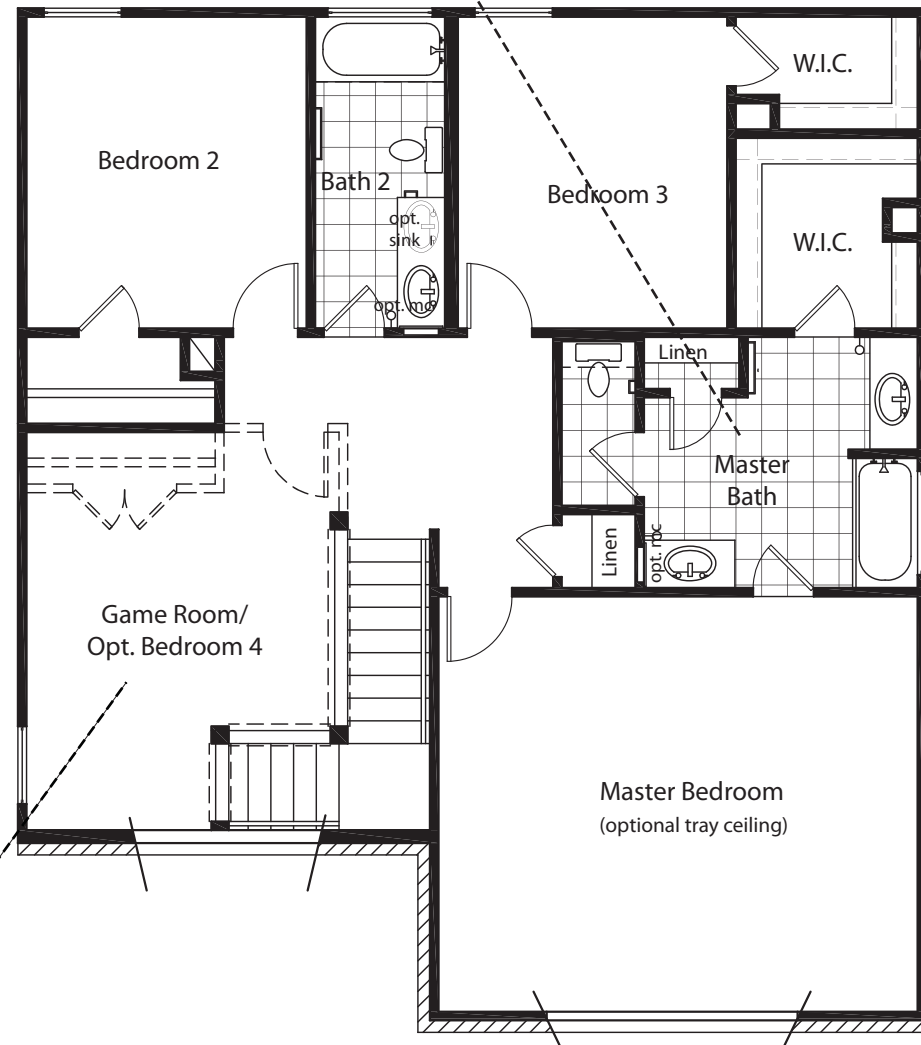 W.I.C.
Bedroom 2
Bath 2
Bedroom 3
opt.
sink
W.I.C.
opt. mc
Linen
Master
Bath
Linen
opt. mc
Game Room/
Opt. Bedroom 4
Master Bedroom
(optional tray ceiling)